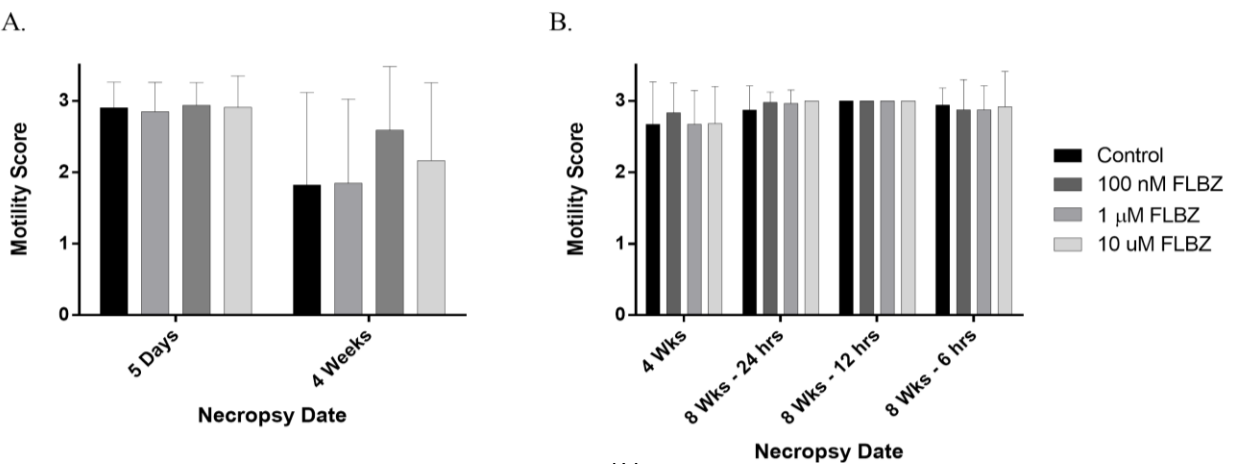 A.
B.
Motility Score
3
2
1
0
5 Days
4 Weeks
Necropsy Date
Motility Score
3
2
1
0
4 Wks
8 Wks - 24 hrs
8 Wks - 12 hrs
8 Wks - 6 hrs
Necropsy Date
Control
100 nM FLBZ
1 μM FLBZ
10 uM FLBZ